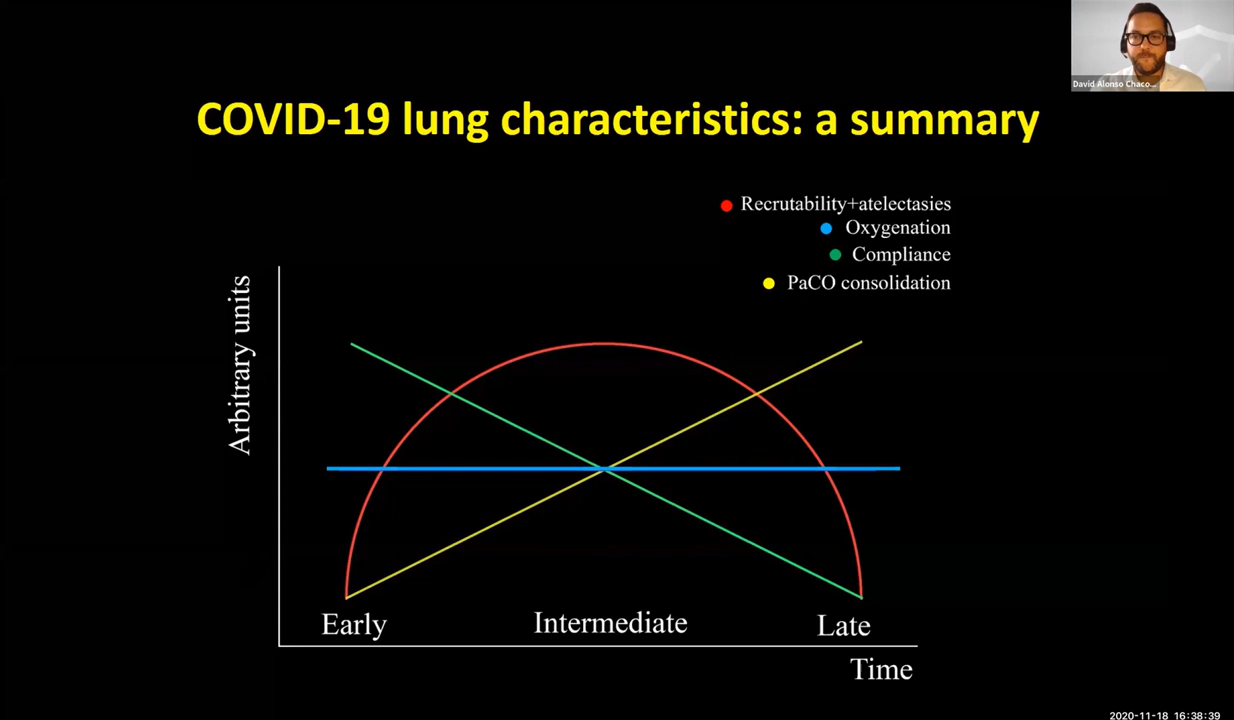 David Alonso Chaco...
COVID-19 lung characteristics: a summary
Recrutability+atelectasies
Oxygenation
Compliance
PaCO consolidation
Arbitrary units
Early
Intermediate
Late
Time
2020-11-18 16:38:39